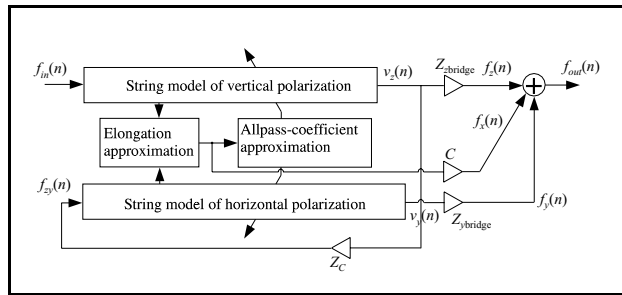 f_in(n)
String model of vertical polarization
v_z(n)
Z_zbridge
f_z(n)
f_out(n)
f_x(n)
Elongation
approximation
Allpass-coefficient
approximation
C
f_zy(n)
String model of horizontal polarization
v_y(n)
Z_ybridge
f_y(n)
Z_C